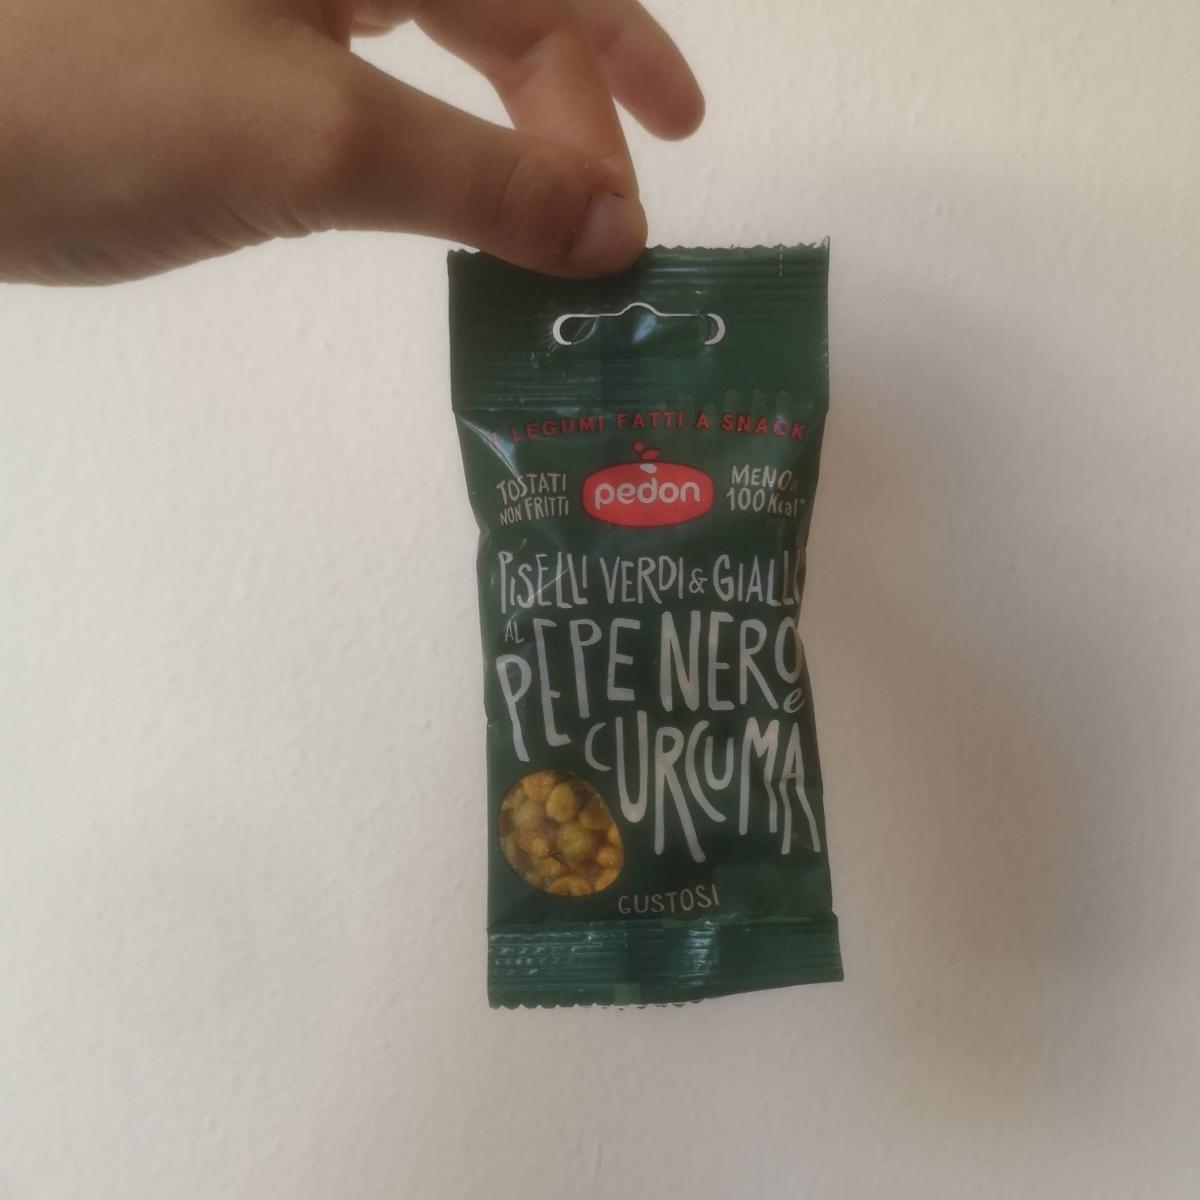 I LEGUMI FATTI A SNACK
TOSTATI
NON FRITTI
pedon
MENO DI
100 Kcal*
PISELLI VERDI & GIALLI
AL PEPE NERO
e
CURCUMA
GUSTOSI